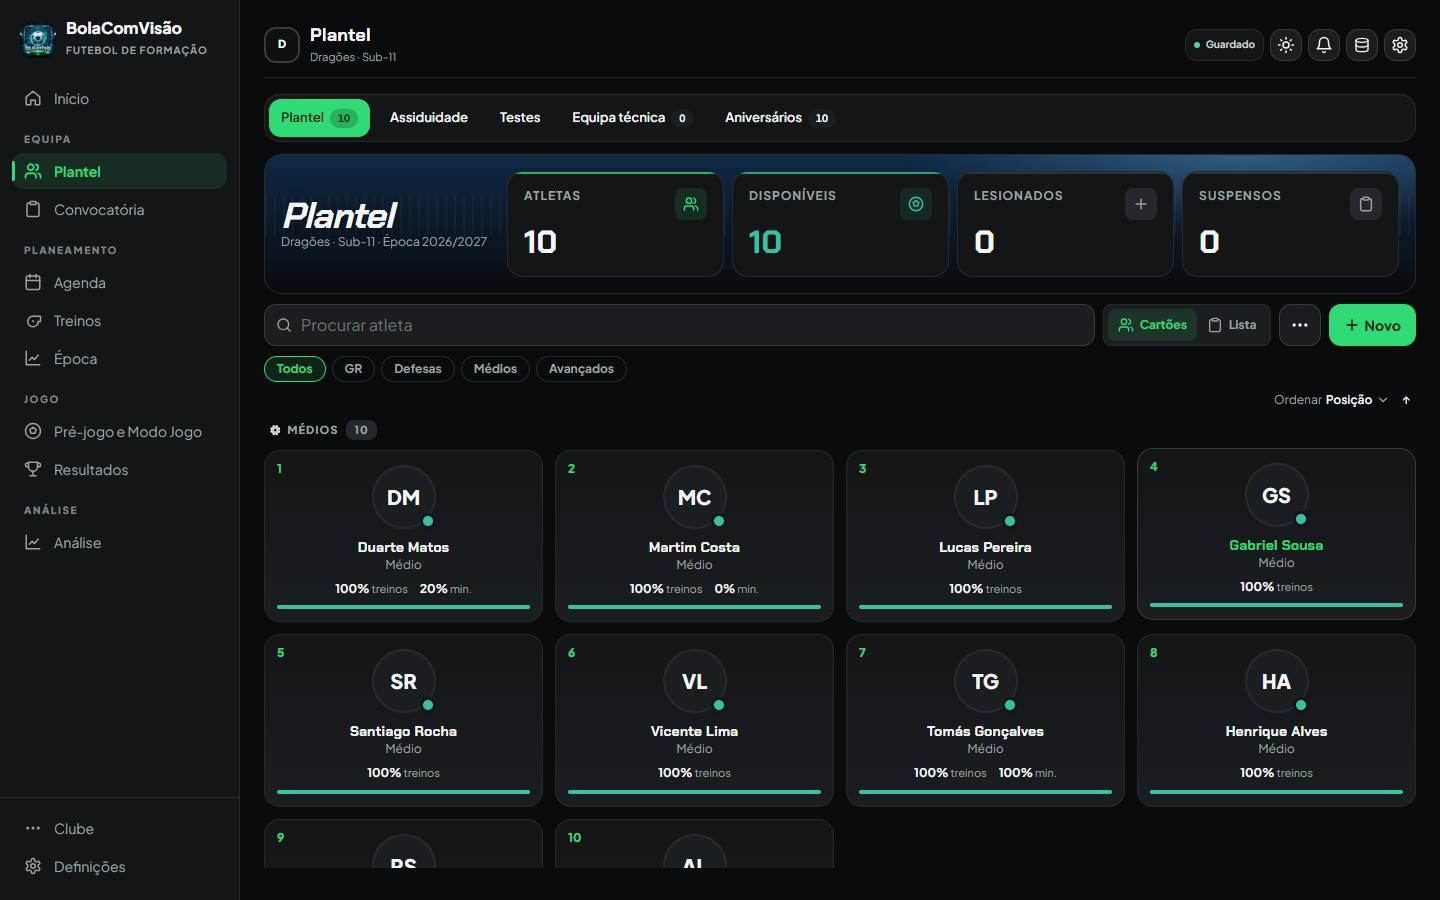 BolaComVisão
FUTEBOL DE FORMAÇÃO
Início
EQUIPA
Plantel
Convocatória
PLANEAMENTO
Agenda
Treinos
Época
JOGO
Pré-jogo e Modo Jogo
Resultados
ANÁLISE
Análise
Clube
Definições
D
Plantel
Dragões · Sub-11
Guardado
Plantel 10
Assiduidade
Testes
Equipa técnica 0
Aniversários 10
Plantel
Dragões · Sub-11 · Época 2026/2027
ATLETAS
10
DISPONÍVEIS
10
LESIONADOS
0
SUSPENSOS
0
Procurar atleta
Cartões
Lista
Novo
Todos
GR
Defesas
Médios
Avançados
Ordenar Posição
MÉDIOS 10
1
DM
Duarte Matos
Médio
100% treinos 20% min.
2
MC
Martim Costa
Médio
100% treinos 0% min.
3
LP
Lucas Pereira
Médio
100% treinos
4
GS
Gabriel Sousa
Médio
100% treinos
5
SR
Santiago Rocha
Médio
100% treinos
6
VL
Vicente Lima
Médio
100% treinos
7
TG
Tomás Gonçalves
Médio
100% treinos 100% min.
8
HA
Henrique Alves
Médio
100% treinos
9
10